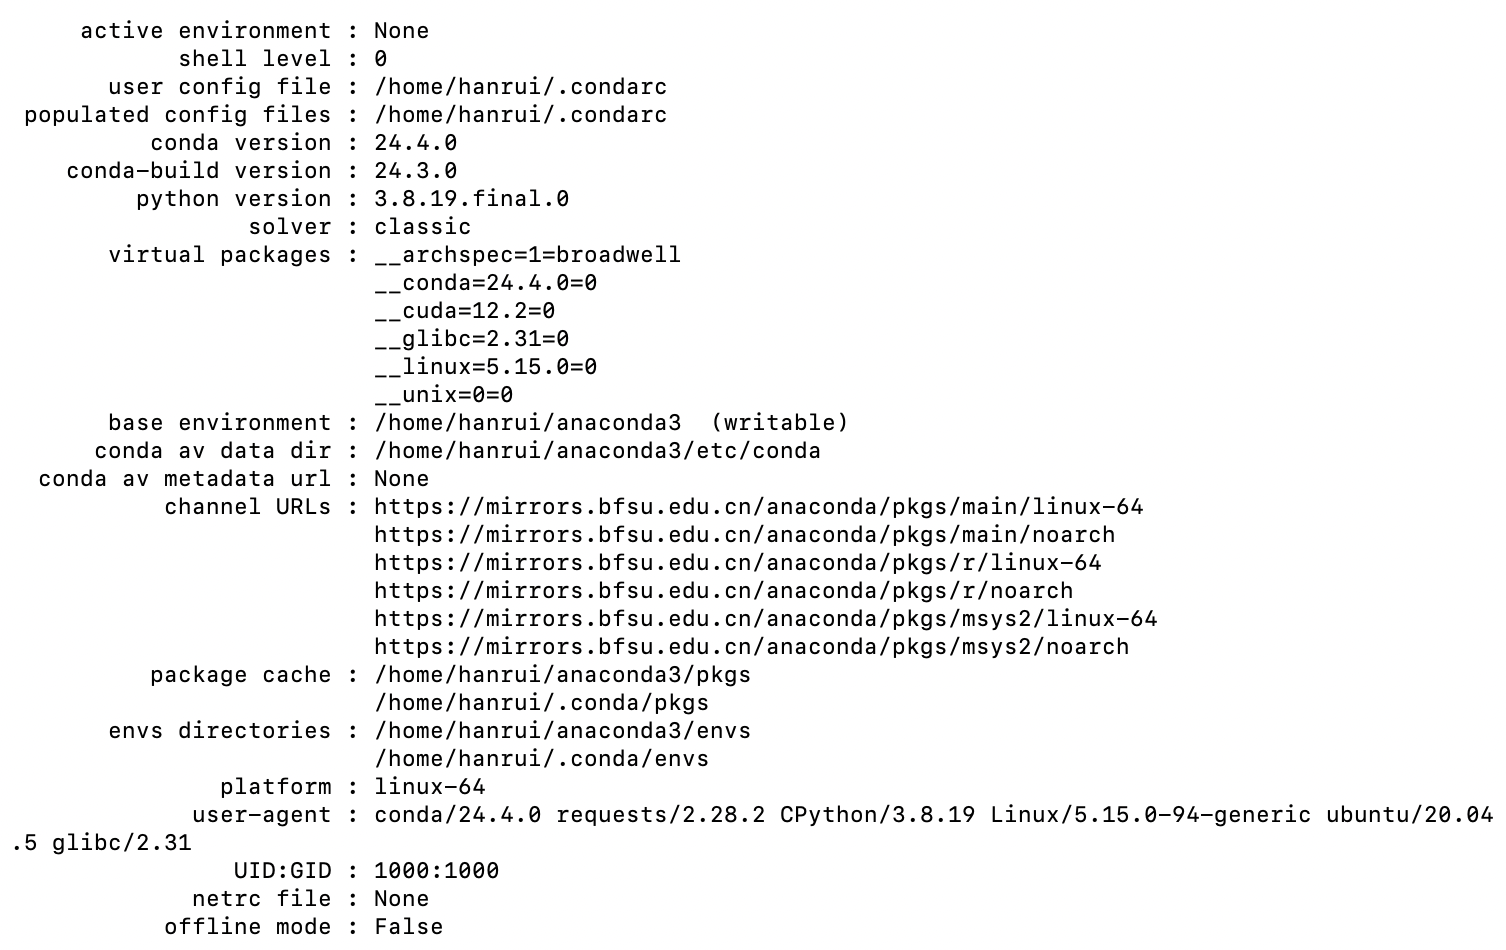 active environment : None
shell level : 0
user config file : /home/hanrui/.condarc
populated config files : /home/hanrui/.condarc
conda version : 24.4.0
conda-build version : 24.3.0
python version : 3.8.19.final.0
solver : classic
virtual packages : __archspec=1=broadwell
__conda=24.4.0=0
__cuda=12.2=0
__glibc=2.31=0
__linux=5.15.0=0
__unix=0=0
base environment : /home/hanrui/anaconda3  (writable)
conda av data dir : /home/hanrui/anaconda3/etc/conda
conda av metadata url : None
channel URLs : https://mirrors.bfsu.edu.cn/anaconda/pkgs/main/linux-64
https://mirrors.bfsu.edu.cn/anaconda/pkgs/main/noarch
https://mirrors.bfsu.edu.cn/anaconda/pkgs/r/linux-64
https://mirrors.bfsu.edu.cn/anaconda/pkgs/r/noarch
https://mirrors.bfsu.edu.cn/anaconda/pkgs/msys2/linux-64
https://mirrors.bfsu.edu.cn/anaconda/pkgs/msys2/noarch
package cache : /home/hanrui/anaconda3/pkgs
/home/hanrui/.conda/pkgs
envs directories : /home/hanrui/anaconda3/envs
/home/hanrui/.conda/envs
platform : linux-64
user-agent : conda/24.4.0 requests/2.28.2 CPython/3.8.19 Linux/5.15.0-94-generic ubuntu/20.04
.5 glibc/2.31
UID:GID : 1000:1000
netrc file : None
offline mode : False